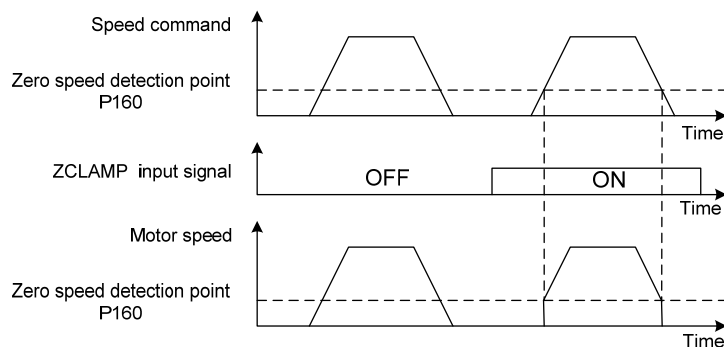 Speed command
Zero speed detection point
P160
Time
ZCLAMP input signal
OFF
ON
Time
Motor speed
Zero speed detection point
P160
Time